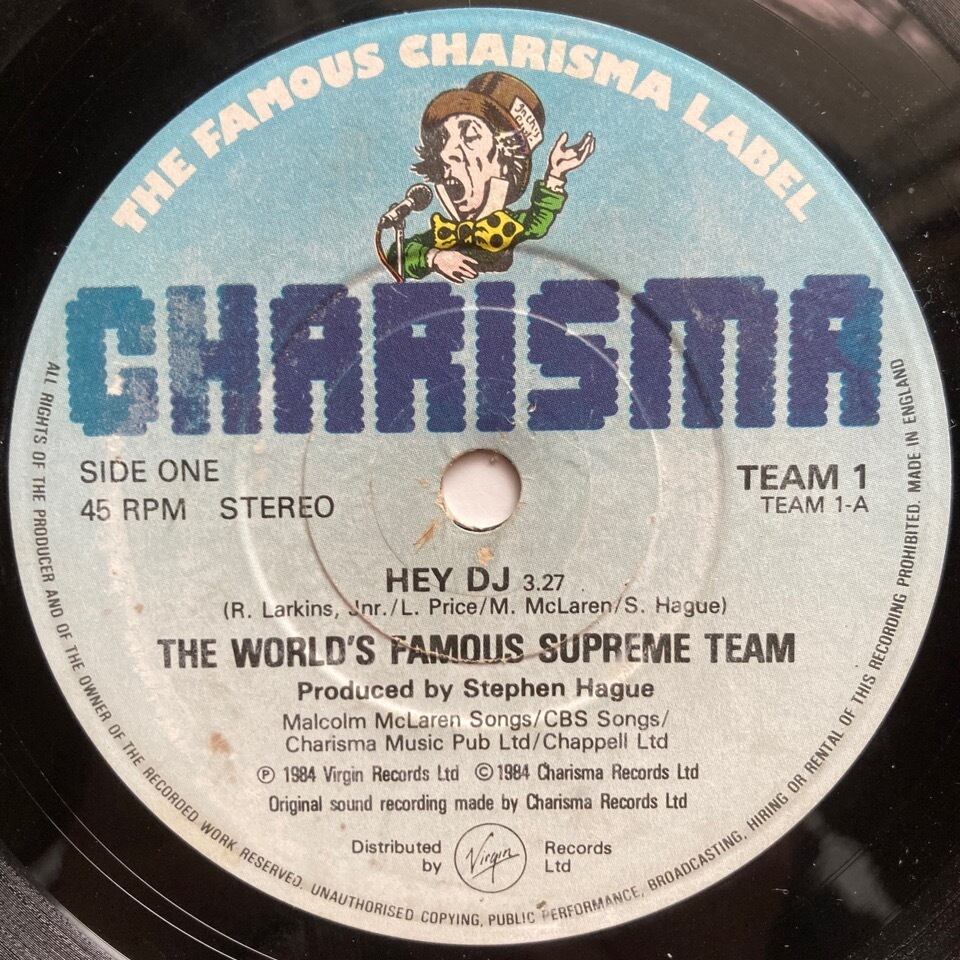 THE FAMOUS CHARISMA LABEL
CHARISMA
SIDE ONE
45 RPM STEREO
TEAM 1
TEAM 1-A
HEY DJ 3.27
(R. Larkins, Jnr./L. Price/M. McLaren/S. Hague)
THE WORLD'S FAMOUS SUPREME TEAM
Produced by Stephen Hague
Malcolm McLaren Songs/CBS Songs/
Charisma Music Pub Ltd/Chappell Ltd
℗ 1984 Virgin Records Ltd © 1984 Charisma Records Ltd
Original sound recording made by Charisma Records Ltd
Distributed by Virgin Records Ltd
ALL RIGHTS OF THE PRODUCER AND OF THE OWNER OF THE RECORDED WORK RESERVED. UNAUTHORISED COPYING, PUBLIC PERFORMANCE, BROADCASTING, HIRING OR RENTAL OF THIS RECORDING PROHIBITED. MADE IN ENGLAND